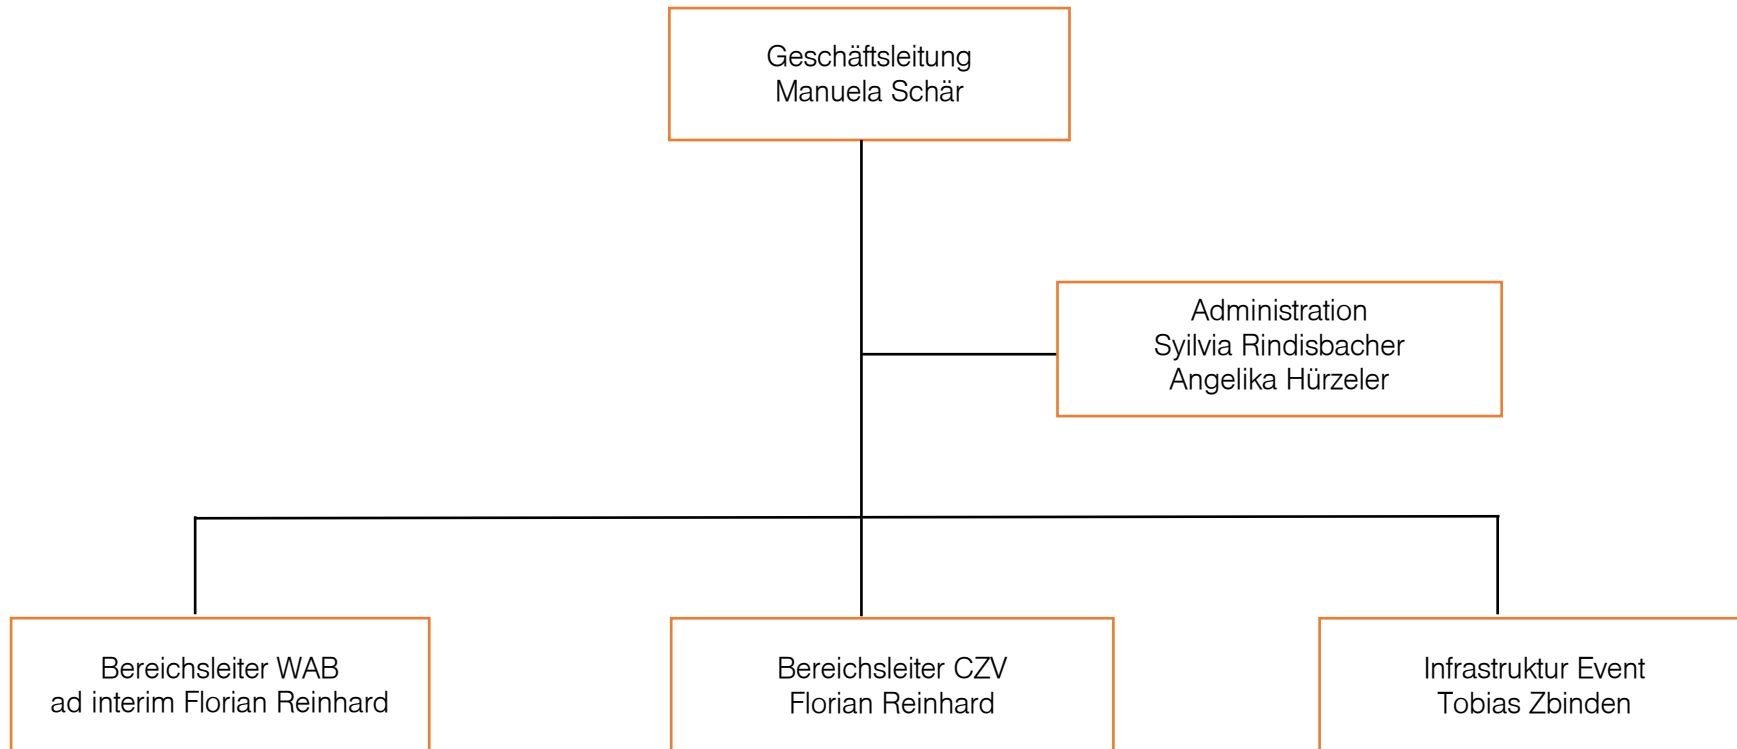 Geschäftsleitung
Manuela Schär
Administration
Syilvia Rindisbacher
Angelika Hürzeler
Bereichsleiter WAB
ad interim Florian Reinhard
Bereichsleiter CZV
Florian Reinhard
Infrastruktur Event
Tobias Zbinden